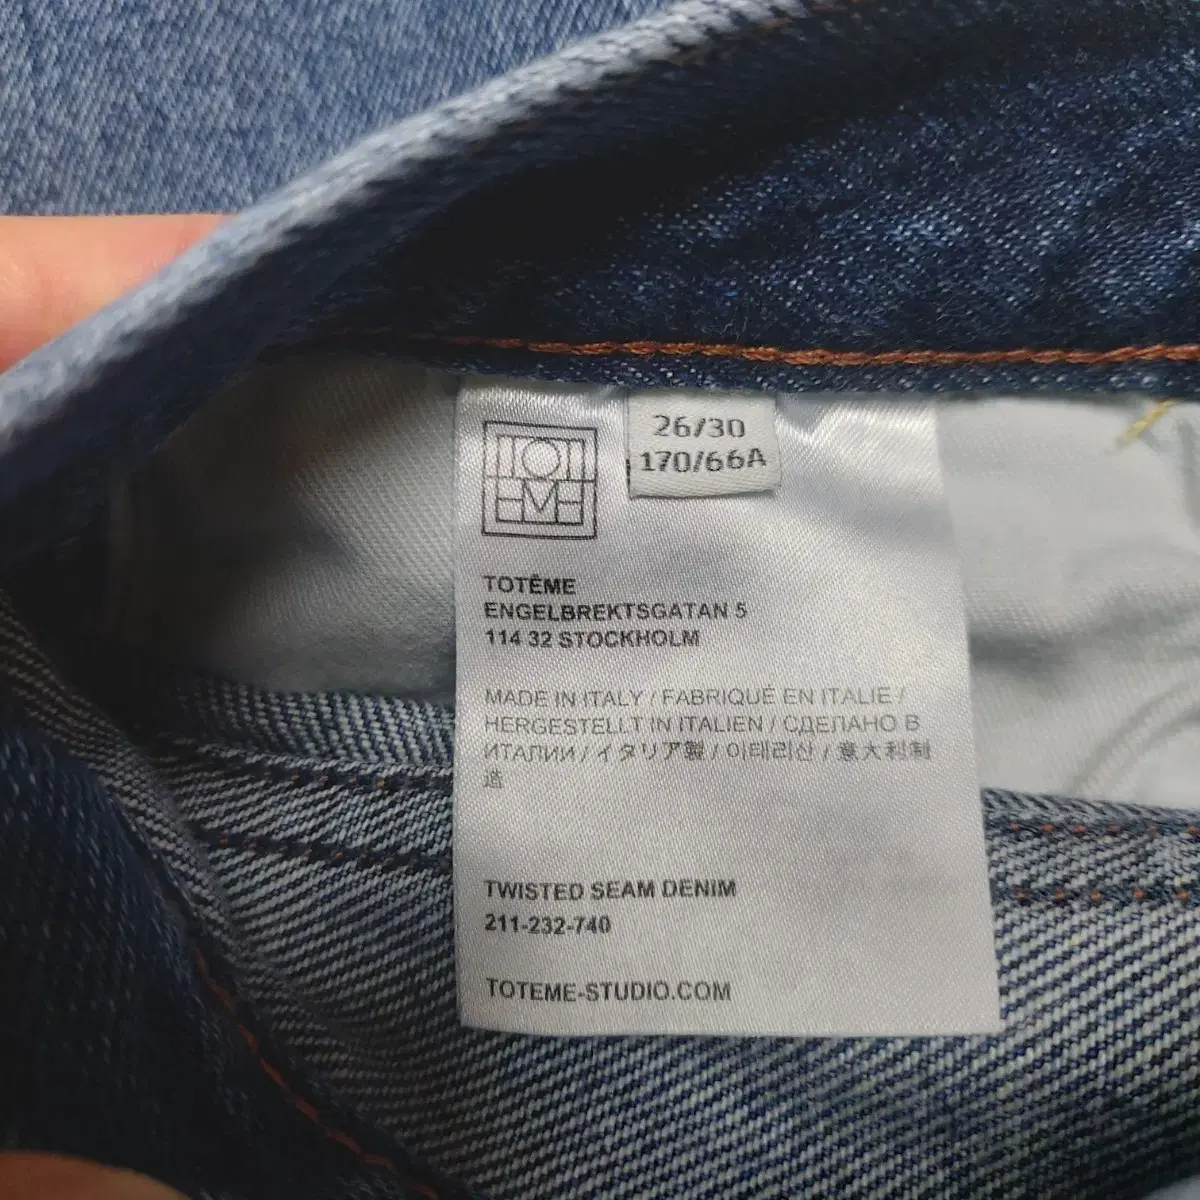 TOTEME
26/30
170/66A
TOTÊME
ENGELBREKTSGATAN 5
114 32 STOCKHOLM
MADE IN ITALY / FABRIQUÉ EN ITALIE /
HERGESTELLT IN ITALIEN / СДЕЛАНО В
ИТАЛИИ / イタリア製 / 이태리산 / 意大利制
造
TWISTED SEAM DENIM
211-232-740
TOTEME-STUDIO.COM